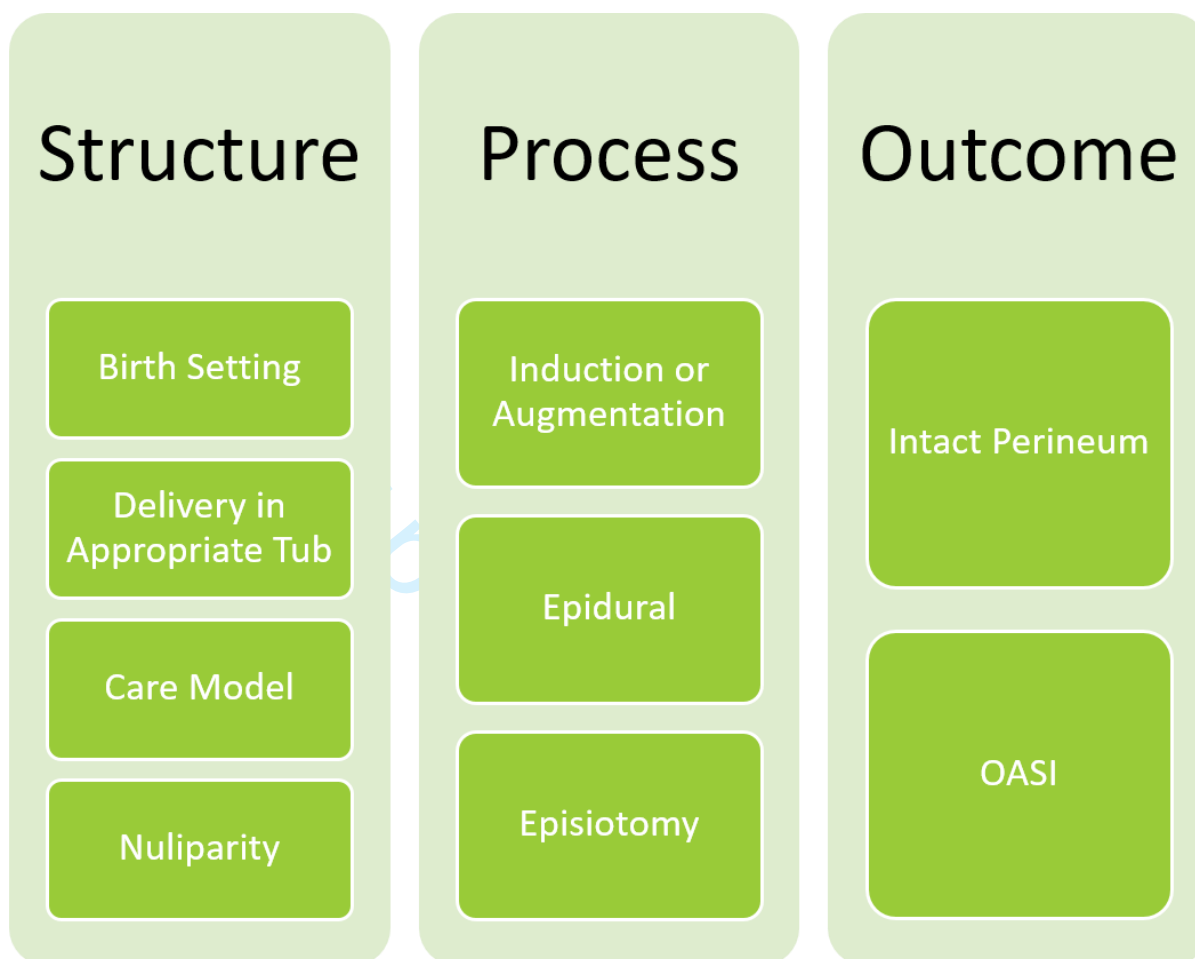 Structure
Birth Setting
Delivery in
Appropriate Tub
Care Model
Nuliparity
Process
Induction or
Augmentation
Epidural
Episiotomy
Outcome
Intact Perineum
OASI